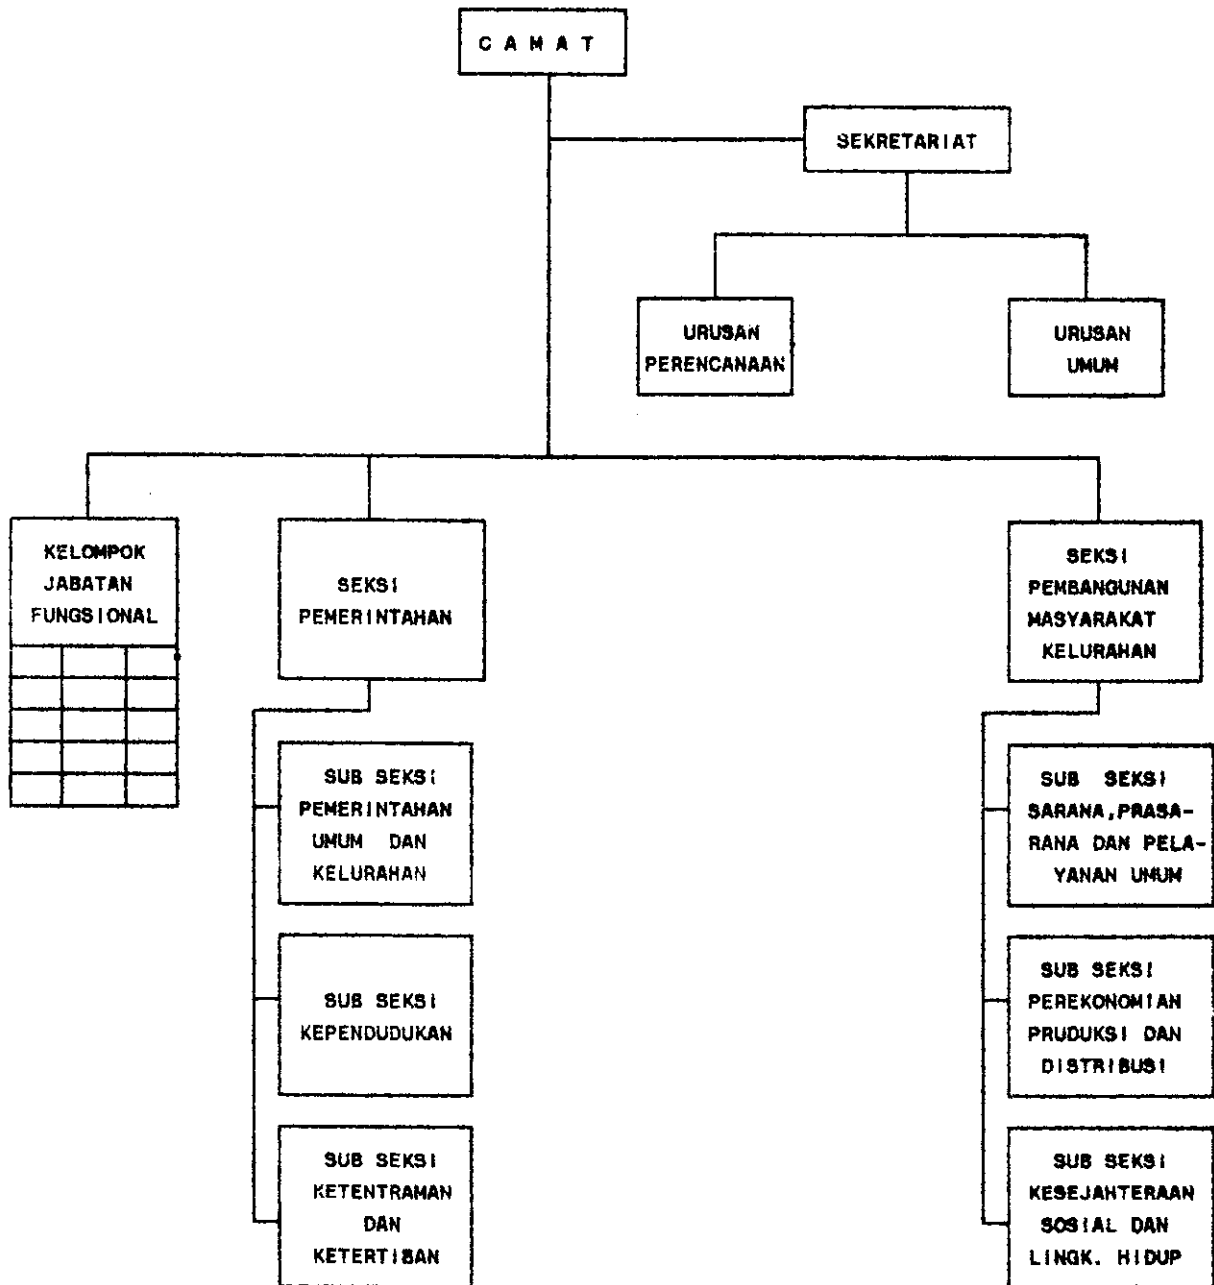 C A M A T
SEKRETARIAT
URUSAN
PERENCANAAN
URUSAN
UMUM
KELOMPOK
JABATAN
FUNGSIONAL
SEKSI
PEMERINTAHAN
SEKSI
PEMBANGUNAN
MASYARAKAT
KELURAHAN
SUB SEKSI
PEMERINTAHAN
UMUM DAN
KELURAHAN
SUB SEKSI
KEPENDUDUKAN
SUB SEKSI
KETENTRAMAN
DAN
KETERTIBAN
SUB SEKSI
SARANA,PRASA-
RANA DAN PELA-
YANAN UMUM
SUB SEKSI
PEREKONOMIAN
PRUDUKSI DAN
DISTRIBUSI
SUB SEKSI
KESEJAHTERAAN
SOSIAL DAN
LINGK. HIDUP